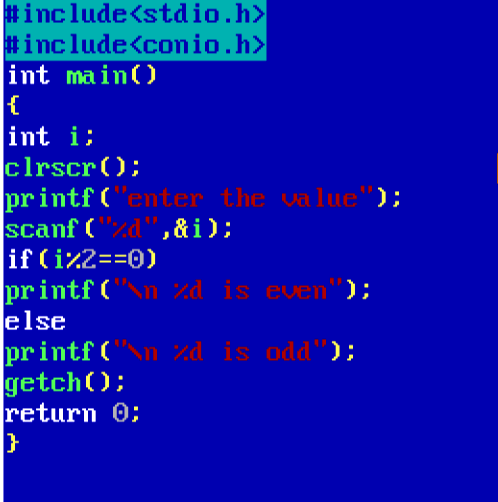 #include<stdio.h>
#include<conio.h>
int main()
{
int i;
clrscr();
printf("enter the value");
scanf("%d",&i);
if(i%2==0)
printf("\n %d is even");
else
printf("\n %d is odd");
getch();
return 0;
}